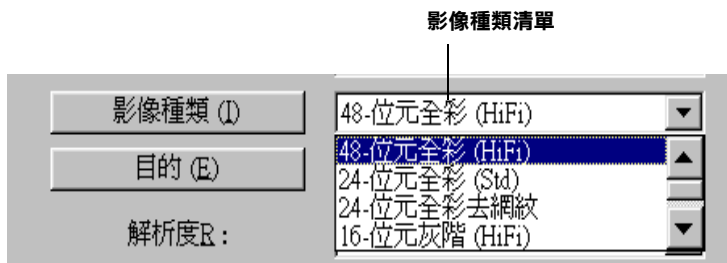 影像種類清單
影像種類 (I)
48-位元全彩 (HiFi)
48-位元全彩 (HiFi)
目的 (E)
24-位元全彩 (Std)
24-位元全彩去網紋
解析度R :
16-位元灰階 (HiFi)